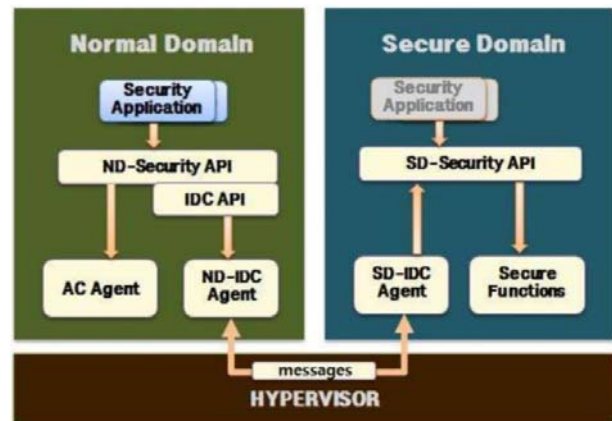 Normal Domain
Security
Application
ND-Security API
IDC API
AC Agent
ND-IDC
Agent
Secure Domain
Security
Application
SD-Security API
SD-IDC
Agent
Secure
Functions
messages
HYPERVISOR